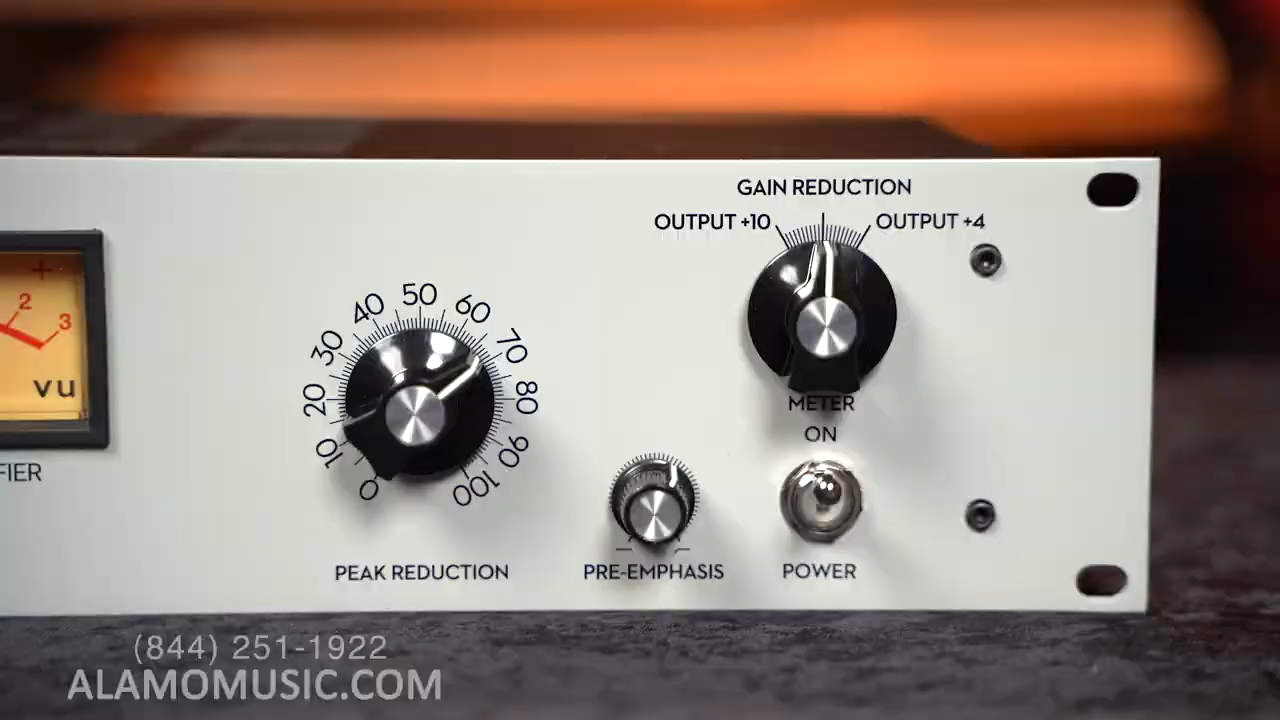 GAIN REDUCTION
OUTPUT +10
OUTPUT +4
+
2
3
VU
0
10
20
30
40
50
60
70
80
90
100
METER
ON
FIER
PEAK REDUCTION
PRE-EMPHASIS
POWER
(844) 251-1922
ALAMOMUSIC.COM